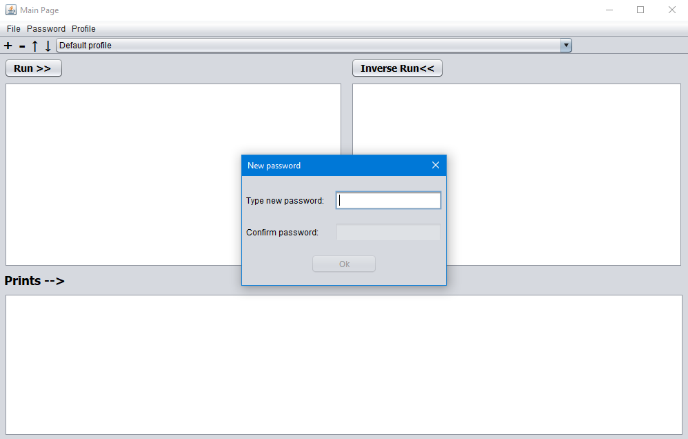 Main Page
File Password Profile
+ - ↑ ↓ Default profile
Run >> Inverse Run<<
New password
Type new password:
Confirm password:
Ok
Prints -->